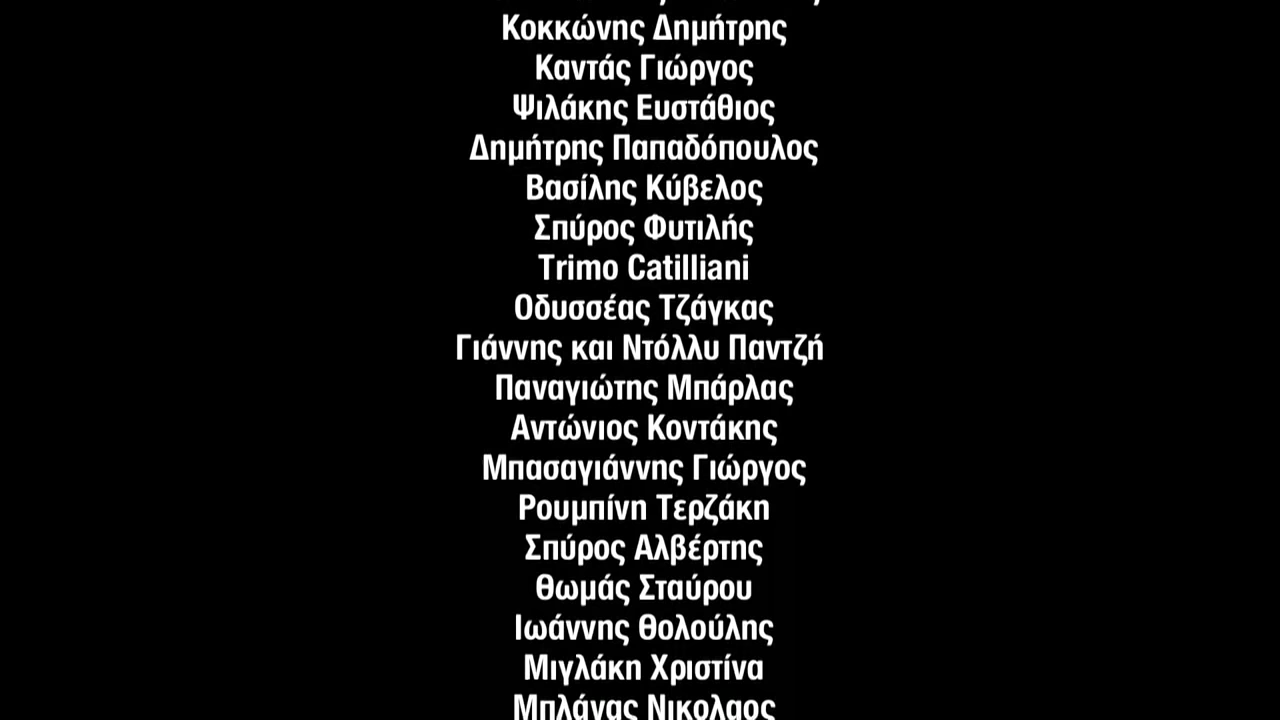 Κοκκώνης Δημήτρης
Καντάς Γιώργος
Ψιλάκης Ευστάθιος
Δημήτρης Παπαδόπουλος
Βασίλης Κύβελος
Σπύρος Φυτιλής
Trimo Catilliani
Οδυσσέας Τζάγκας
Γιάννης και Ντόλλυ Παντζή
Παναγιώτης Μπάρλας
Αντώνιος Κοντάκης
Μπασαγιάννης Γιώργος
Ρουμπίνη Τερζάκη
Σπύρος Αλβέρτης
Θωμάς Σταύρου
Ιωάννης Θολούλης
Μιγλάκη Χριστίνα
Νικολαος